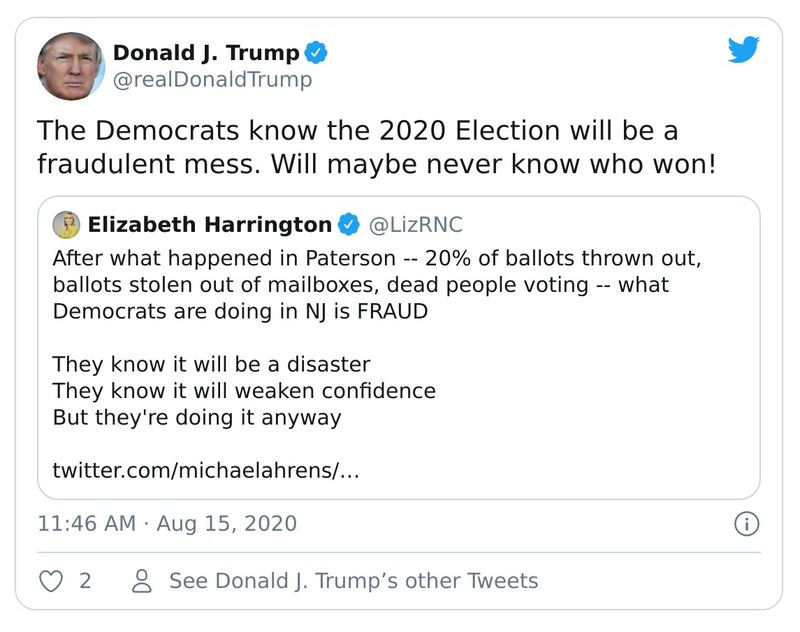 Donald J. Trump
@realDonaldTrump
The Democrats know the 2020 Election will be a
fraudulent mess. Will maybe never know who won!
Elizabeth Harrington @LizRNC
After what happened in Paterson -- 20% of ballots thrown out,
ballots stolen out of mailboxes, dead people voting -- what
Democrats are doing in NJ is FRAUD
They know it will be a disaster
They know it will weaken confidence
But they're doing it anyway
twitter.com/michaelahrens/…
11:46 AM · Aug 15, 2020
2 See Donald J. Trump’s other Tweets